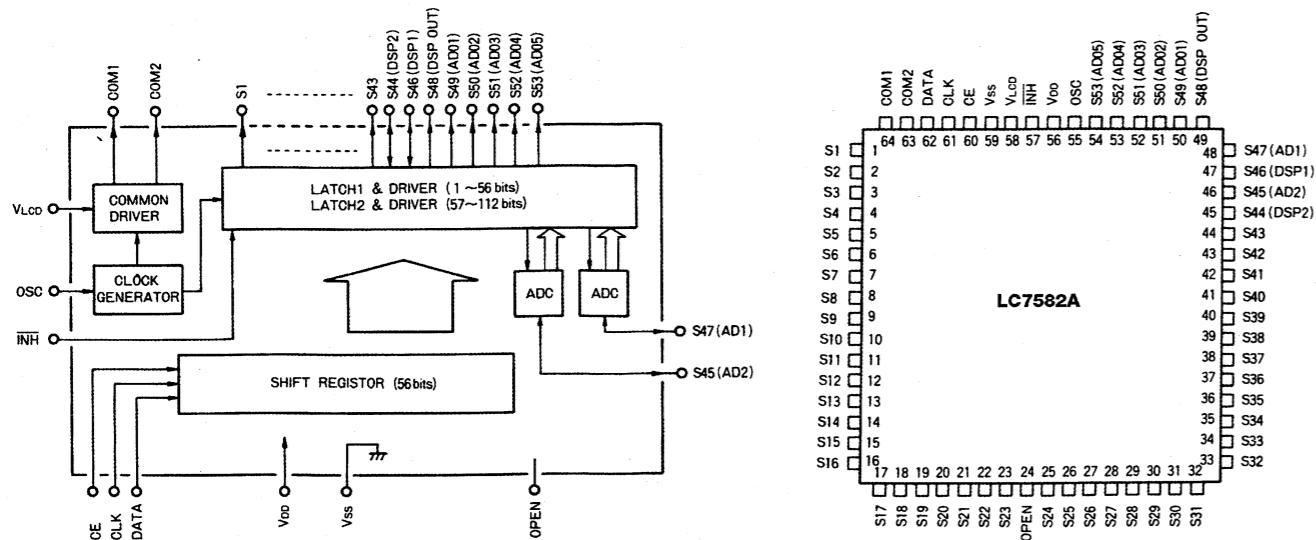 COM1
COM2
S1
S43
S44 (DSP2)
S46 (DSP1)
S48 (DSP OUT)
S49 (AD01)
S50 (AD02)
S51 (AD03)
S52 (AD04)
S53 (AD05)
LATCH1 & DRIVER (1 ~56 bits)
LATCH2 & DRIVER (57~112 bits)
VLCD
COMMON
DRIVER
OSC
CLOCK
GENERATOR
ADC
ADC
INH
S47 (AD1)
S45 (AD2)
SHIFT REGISTOR (56 bits)
CE
CLK
DATA
VDD
VSS
OPEN
COM1
COM2
DATA
CLK
CE
VSS
VLCD
INH
VDD
OSC
S53 (AD05)
S52 (AD04)
S51 (AD03)
S50 (AD02)
S49 (AD01)
S48 (DSP OUT)
64 63 62 61 60 59 58 57 56 55 54 53 52 51 50 49
S1 1 48 S47 (AD1)
S2 2 47 S46 (DSP1)
S3 3 46 S45 (AD2)
S4 4 45 S44 (DSP2)
S5 5 44 S43
S6 6 43 S42
S7 7 42 S41
S8 8 41 S40
LC7582A
S9 9 40 S39
S10 10 39 S38
S11 11 38 S37
S12 12 37 S36
S13 13 36 S35
S14 14 35 S34
S15 15 34 S33
S16 16 33 S32
17 18 19 20 21 22 23 24 25 26 27 28 29 30 31 32
S17
S18
S19
S20
S21
S22
S23
OPEN
S24
S25
S26
S27
S28
S29
S30
S31